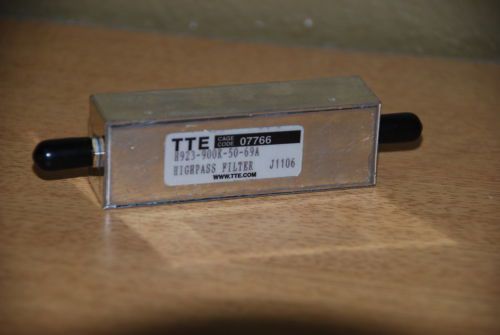 TTE CAGE CODE 07766
H923-900K-50-69A
HIGHPASS FILTER J1106
WWW.TTE.COM